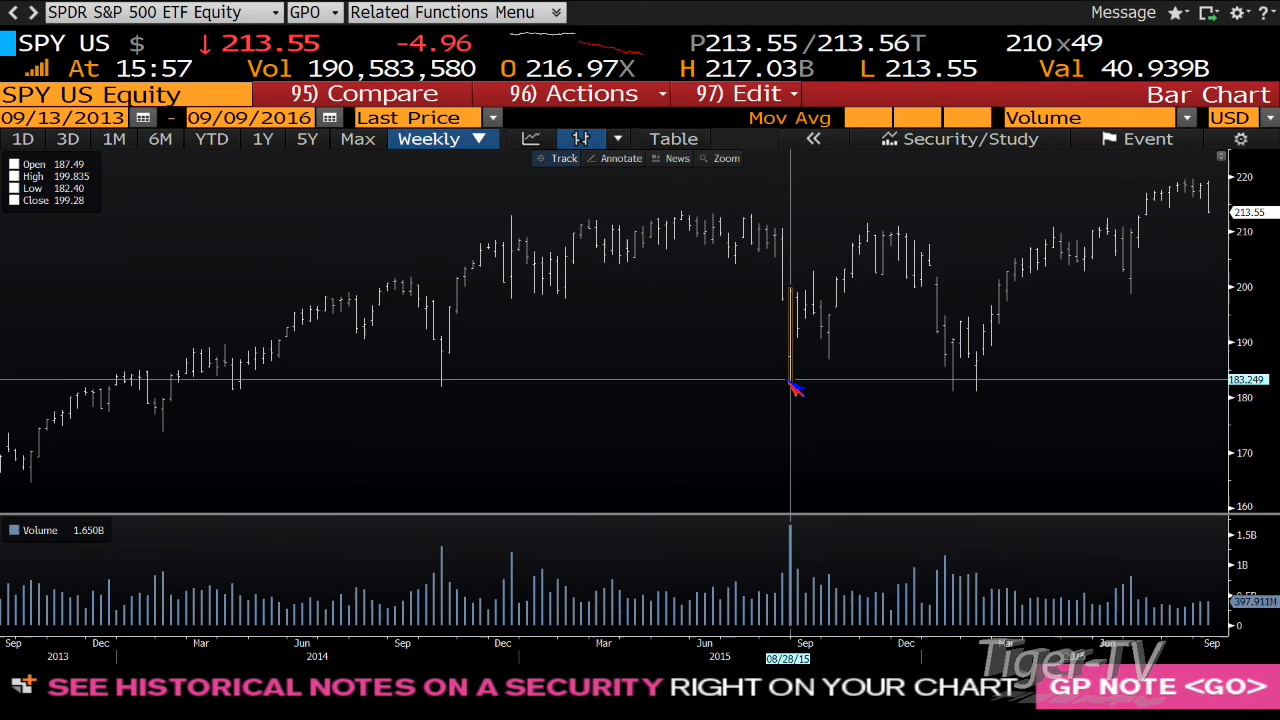 SPDR S&P 500 ETF Equity GPO Related Functions Menu Message ?
SPY US $ ↓ 213.55 -4.96 P213.55 /213.56T 210x49
At 15:57 Vol 190,583,580 O 216.97X H 217.03B L 213.55 Val 40.939B
SPY US Equity 95) Compare 96) Actions 97) Edit Bar Chart
09/13/2013 - 09/09/2016 Last Price Mov Avg Volume USD
1D 3D 1M 6M YTD 1Y 5Y Max Weekly ▼ Table « Security/Study Event
Track Annotate News Zoom
Open 187.49
High 199.835
Low 182.40
Close 199.28
220
213.55
210
200
190
183.249
180
170
160
Volume 1.650B
1.5B
1B
397.911M
0
Sep Dec Mar Jun Sep Dec Mar Jun Sep Dec Mar Jun Sep
2013 2014 2015 08/28/15
Tiger-TV
SEE HISTORICAL NOTES ON A SECURITY RIGHT ON YOUR CHART GP NOTE <GO>